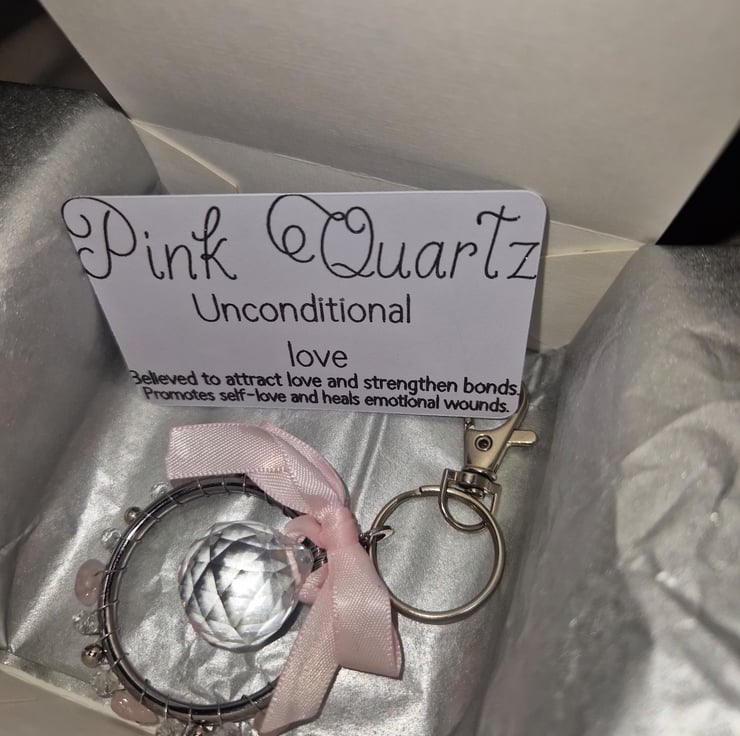 Pink Quartz
Unconditional
love
Believed to attract love and strengthen bonds.
Promotes self-love and heals emotional wounds.